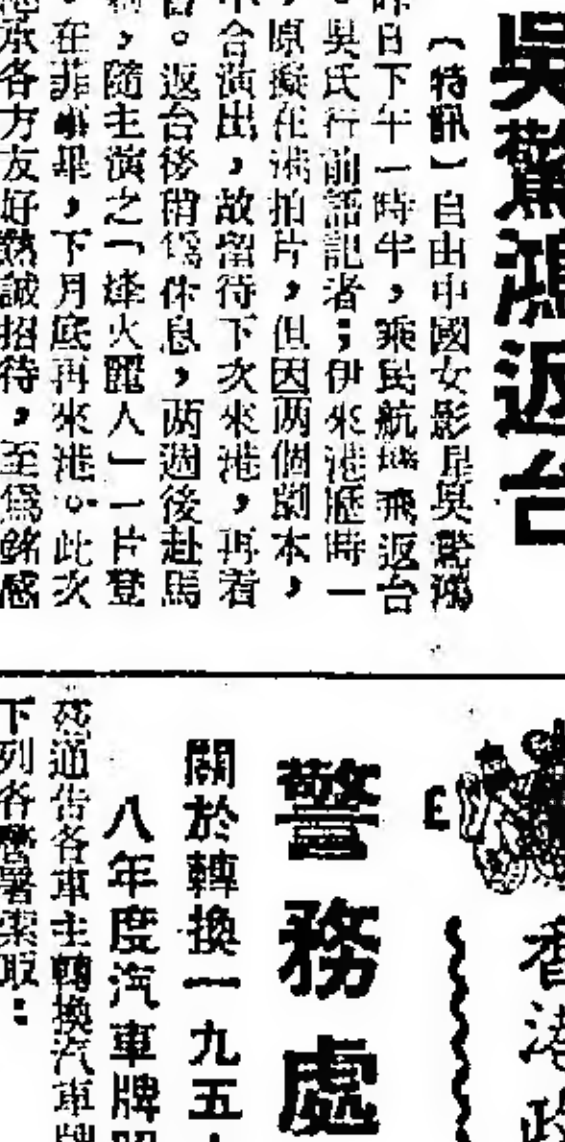 吳驚鴻返台
（特訊）自由中國女影星吳驚鴻
昨日下午一時半，乘民航機飛返台
。吳氏行前語記者；伊來港歷時一
，原擬在港拍片，但因两個劇本，
不合演出，故留待下次來港，再着
。返台後稍爲休息，两週後赴馬
，隨主演之「烽火麗人」一片登
。在菲事畢，下月底再來港。此次
承各方友好熱誠招待，至爲銘感
香港政
警務處
關於轉換一九五
八年度汽車牌照
茲通告各車主轉換汽車牌
下列各警署索取：